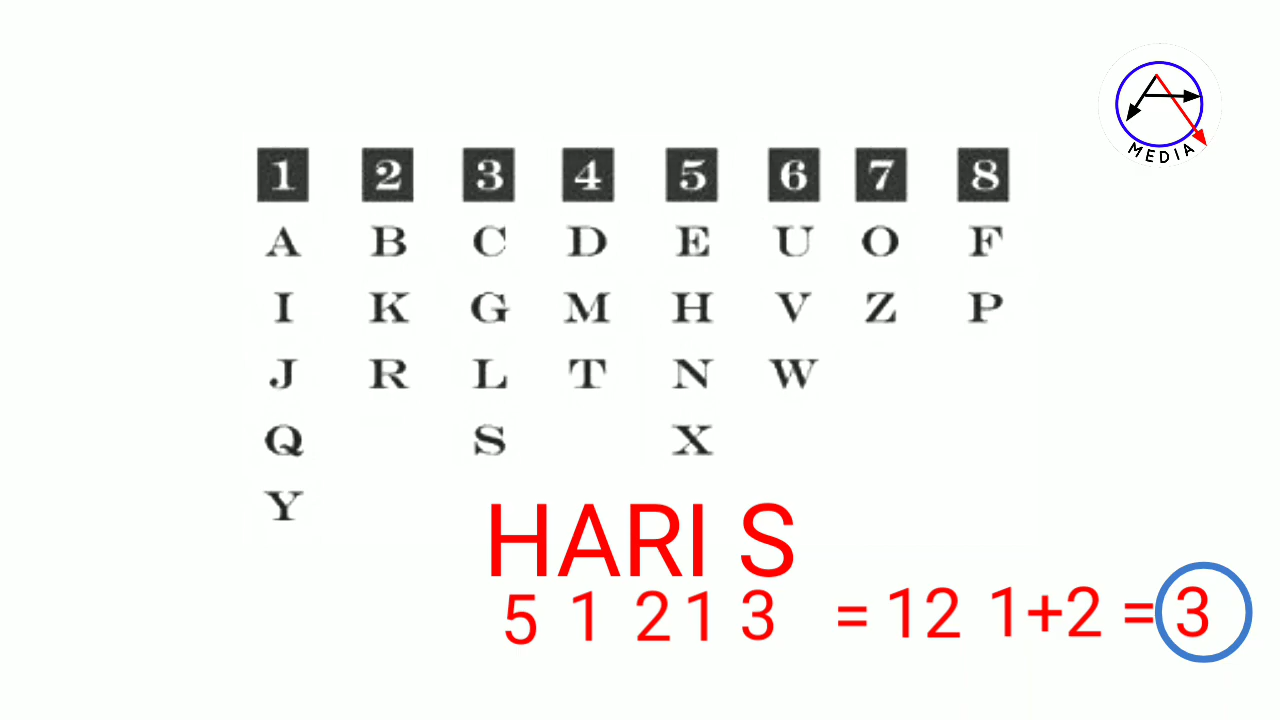 MEDIA
1 2 3 4 5 6 7 8
A B C D E U O F
I K G M H V Z P
J R L T N W
Q S X
Y
HARI S
5 1 2 1 3 = 12 1+2 = 3